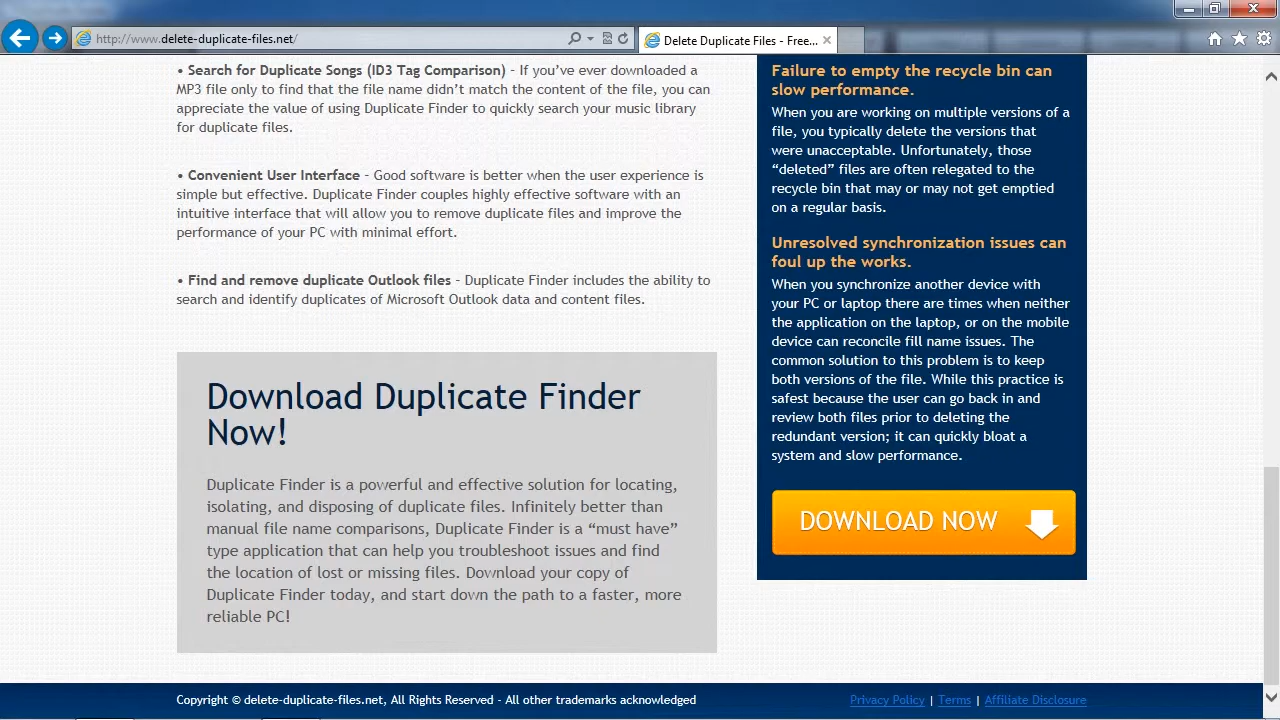 http://www.delete-duplicate-files.net/
Delete Duplicate Files - Free...
• Search for Duplicate Songs (ID3 Tag Comparison) – If you’ve ever downloaded a
MP3 file only to find that the file name didn’t match the content of the file, you can
appreciate the value of using Duplicate Finder to quickly search your music library
for duplicate files.
• Convenient User Interface – Good software is better when the user experience is
simple but effective. Duplicate Finder couples highly effective software with an
intuitive interface that will allow you to remove duplicate files and improve the
performance of your PC with minimal effort.
• Find and remove duplicate Outlook files – Duplicate Finder includes the ability to
search and identify duplicates of Microsoft Outlook data and content files.
Download Duplicate Finder
Now!
Duplicate Finder is a powerful and effective solution for locating,
isolating, and disposing of duplicate files. Infinitely better than
manual file name comparisons, Duplicate Finder is a “must have”
type application that can help you troubleshoot issues and find
the location of lost or missing files. Download your copy of
Duplicate Finder today, and start down the path to a faster, more
reliable PC!
Failure to empty the recycle bin can
slow performance.
When you are working on multiple versions of a
file, you typically delete the versions that
were unacceptable. Unfortunately, those
“deleted” files are often relegated to the
recycle bin that may or may not get emptied
on a regular basis.
Unresolved synchronization issues can
foul up the works.
When you synchronize another device with
your PC or laptop there are times when neither
the application on the laptop, or on the mobile
device can reconcile fill name issues. The
common solution to this problem is to keep
both versions of the file. While this practice is
safest because the user can go back in and
review both files prior to deleting the
redundant version; it can quickly bloat a
system and slow performance.
DOWNLOAD NOW
Copyright © delete-duplicate-files.net, All Rights Reserved - All other trademarks acknowledged
Privacy Policy | Terms | Affiliate Disclosure